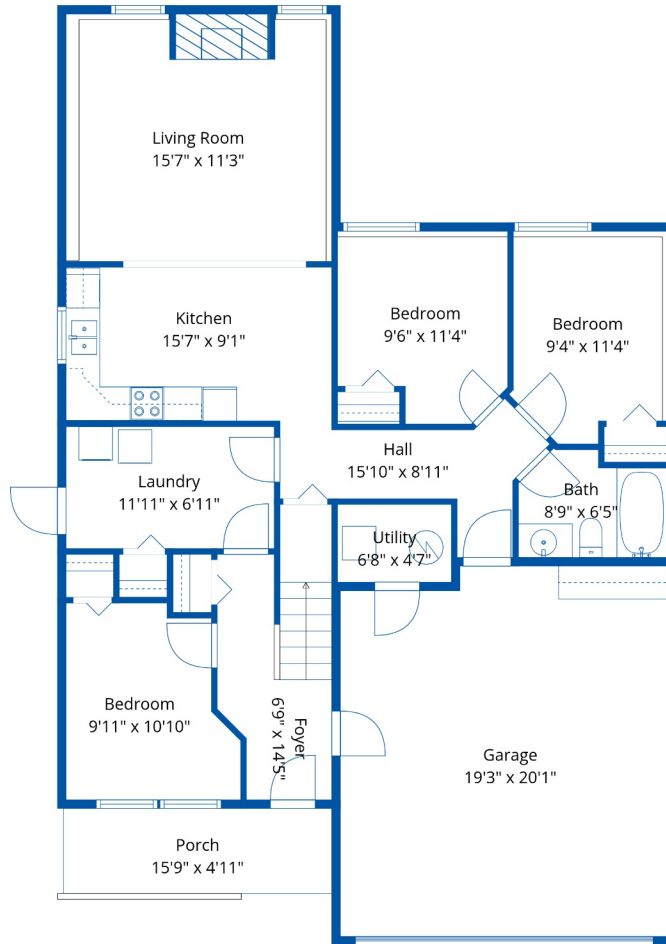 Living Room
15'7" x 11'3"
Kitchen
15'7" x 9'1"
Bedroom
9'6" x 11'4"
Bedroom
9'4" x 11'4"
Hall
15'10" x 8'11"
Laundry
11'11" x 6'11"
Bath
8'9" x 6'5"
Utility
6'8" x 4'7"
Bedroom
9'11" x 10'10"
Foyer
6'9" x 14'5"
Garage
19'3" x 20'1"
Porch
15'9" x 4'11"